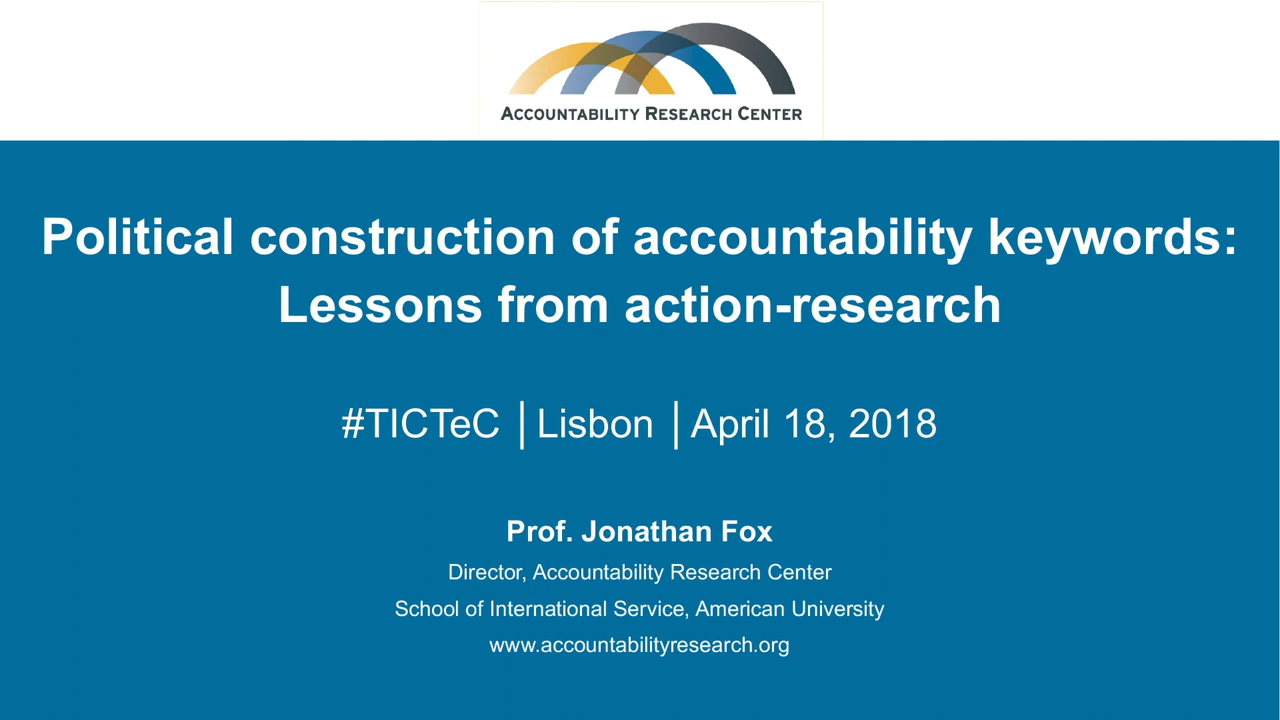 ACCOUNTABILITY RESEARCH CENTER
Political construction of accountability keywords:
Lessons from action-research
#TICTeC │Lisbon │April 18, 2018
Prof. Jonathan Fox
Director, Accountability Research Center
School of International Service, American University
www.accountabilityresearch.org